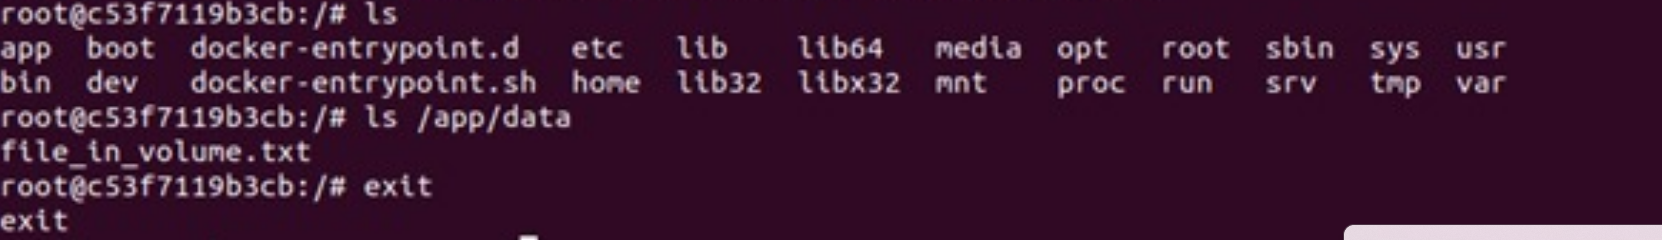 root@c53f7119b3cb:/# ls
app  boot  docker-entrypoint.d   etc   lib    lib64   media  opt   root  sbin  sys  usr
bin  dev   docker-entrypoint.sh  home  lib32  libx32  mnt    proc  run   srv   tmp  var
root@c53f7119b3cb:/# ls /app/data
file_in_volume.txt
root@c53f7119b3cb:/# exit
exit